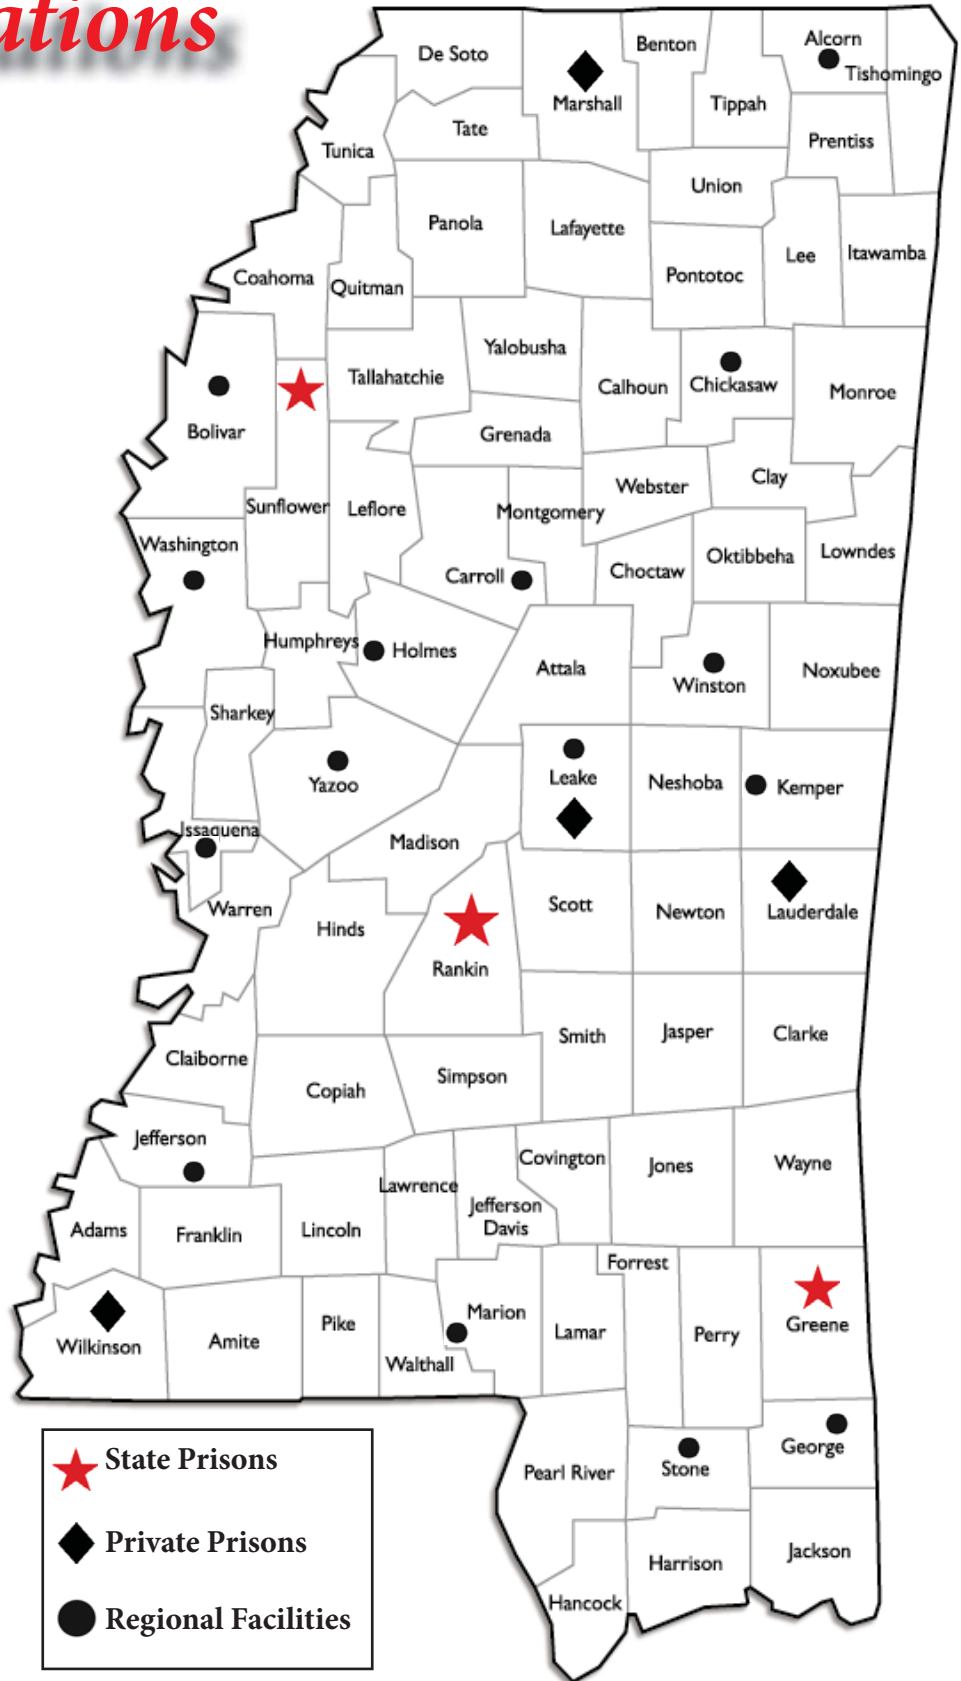 ations
De Soto
Benton
Alcorn
Tishomingo
Marshall
Tippah
Tate
Prentiss
Tunica
Union
Panola
Lafayette
Lee
Itawamba
Coahoma
Quitman
Pontotoc
Yalobusha
Tallahatchie
Calhoun
Chickasaw
Monroe
Bolivar
Grenada
Clay
Webster
Sunflower
Leflore
Montgomery
Washington
Oktibbeha
Lowndes
Carroll
Choctaw
Humphreys
Holmes
Attala
Winston
Noxubee
Sharkey
Yazoo
Leake
Neshoba
Kemper
Issaquena
Madison
Warren
Hinds
Scott
Newton
Lauderdale
Rankin
Smith
Jasper
Clarke
Claiborne
Copiah
Simpson
Jefferson
Covington
Jones
Wayne
Lawrence
Jefferson
Davis
Adams
Franklin
Lincoln
Forrest
Marion
Greene
Wilkinson
Amite
Pike
Lamar
Perry
Walthall
George
Pearl River
Stone
Harrison
Jackson
Hancock
State Prisons
Private Prisons
Regional Facilities